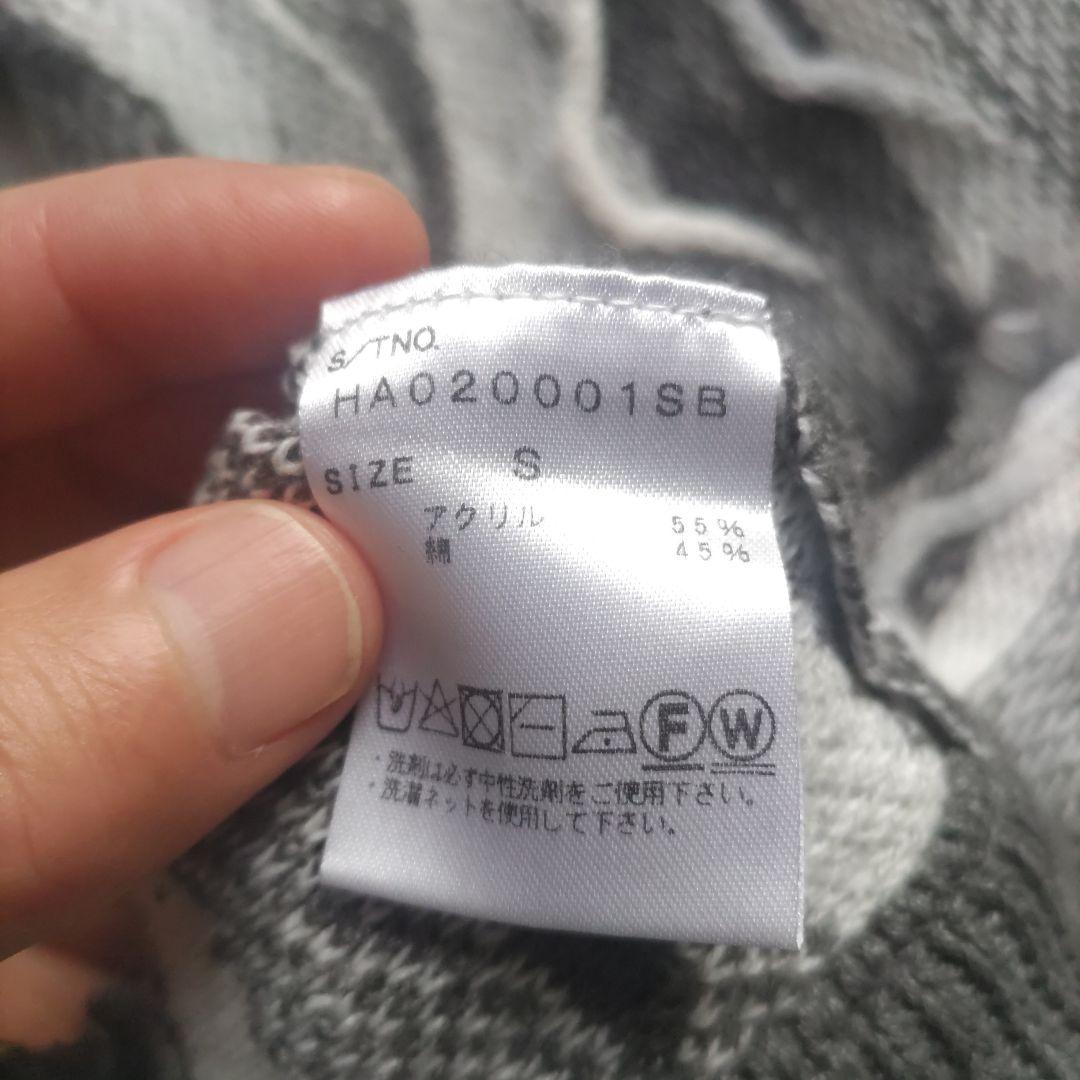 S/TNO.
HA020001SB
SIZE S
アクリル 55%
綿 45%
F W
・洗剤は必ず中性洗剤をご使用下さい。
・洗濯ネットを使用して下さい。